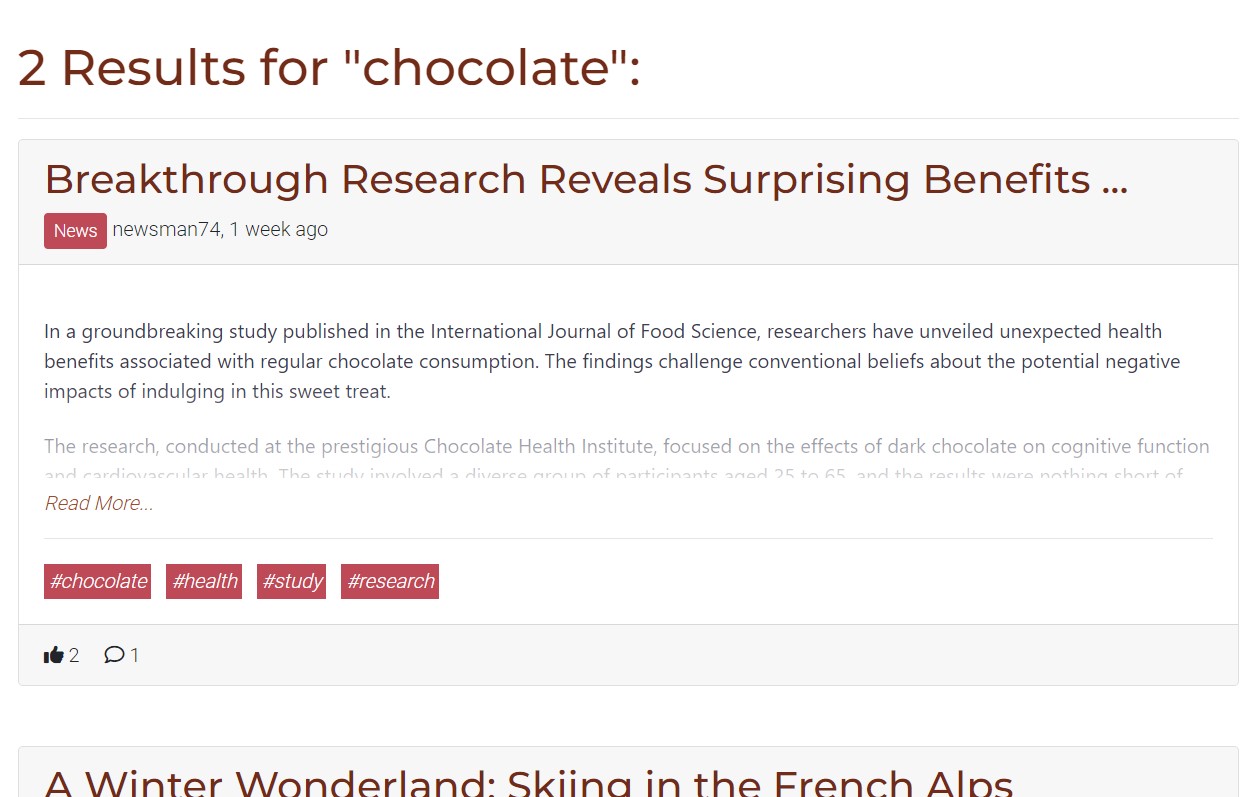 2 Results for "chocolate":
Breakthrough Research Reveals Surprising Benefits ...
News newsman74, 1 week ago
In a groundbreaking study published in the International Journal of Food Science, researchers have unveiled unexpected health
benefits associated with regular chocolate consumption. The findings challenge conventional beliefs about the potential negative
impacts of indulging in this sweet treat.
The research, conducted at the prestigious Chocolate Health Institute, focused on the effects of dark chocolate on cognitive function
and cardiovascular health. The study involved a diverse group of participants aged 25 to 65, and the results were nothing short of
Read More...
#chocolate #health #study #research
2 1
A Winter Wonderland: Skiing in the French Alps